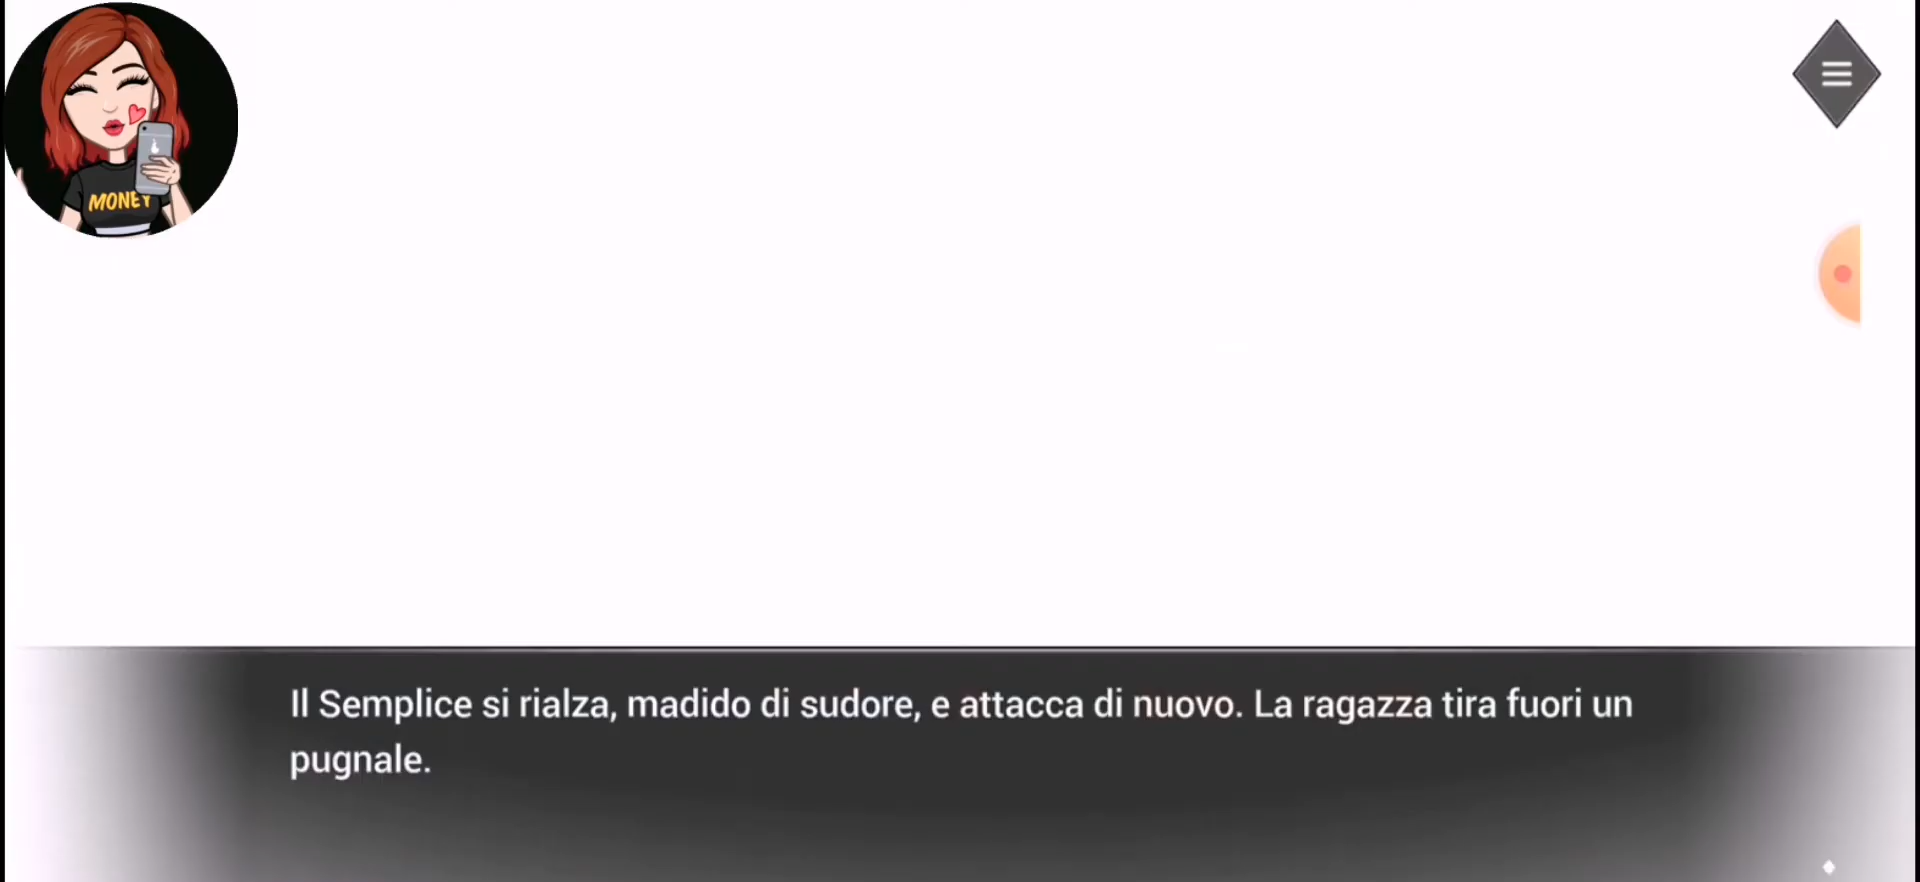 MONEY
Il Semplice si rialza, madido di sudore, e attacca di nuovo. La ragazza tira fuori un
pugnale.